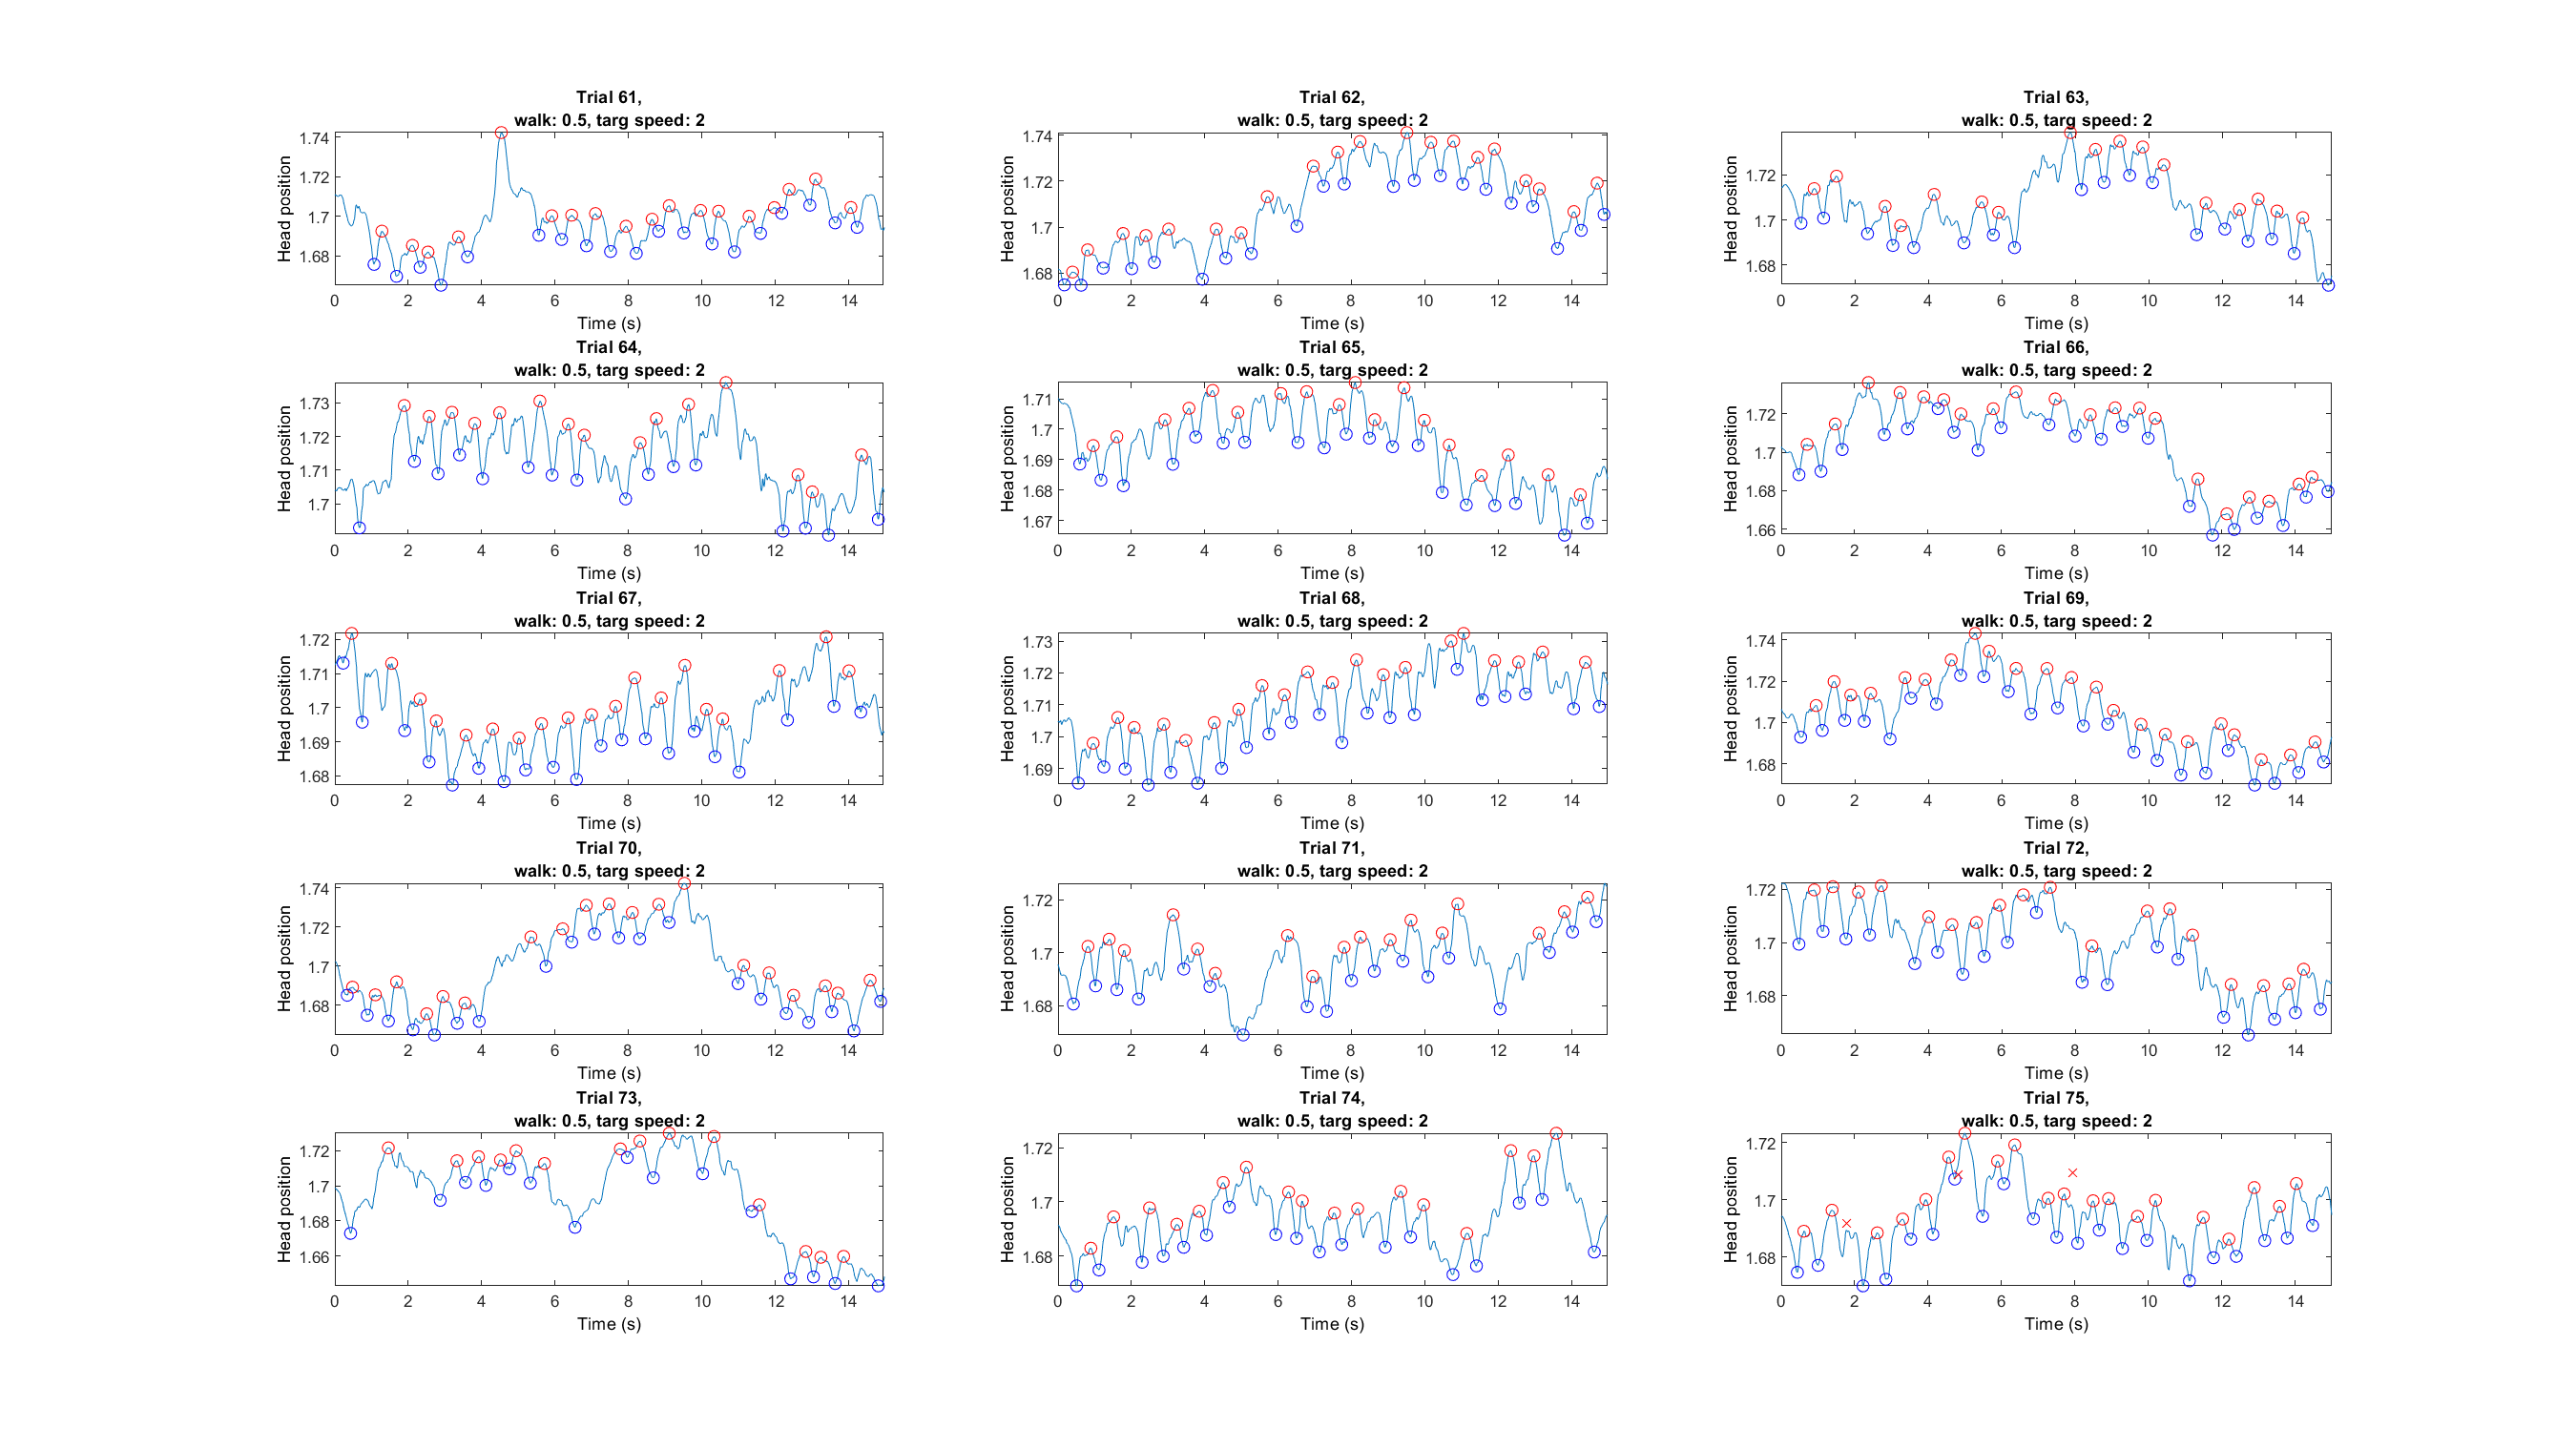 Trial 61,
walk: 0.5, targ speed: 2
1.74
1.72
1.7
1.68
Head position
0 2 4 6 8 10 12 14
Time (s)
Trial 62,
walk: 0.5, targ speed: 2
1.74
1.72
1.7
1.68
Head position
0 2 4 6 8 10 12 14
Time (s)
Trial 63,
walk: 0.5, targ speed: 2
1.72
1.7
1.68
Head position
0 2 4 6 8 10 12 14
Time (s)
Trial 64,
walk: 0.5, targ speed: 2
1.73
1.72
1.71
1.7
Head position
0 2 4 6 8 10 12 14
Time (s)
Trial 65,
walk: 0.5, targ speed: 2
1.71
1.7
1.69
1.68
1.67
Head position
0 2 4 6 8 10 12 14
Time (s)
Trial 66,
walk: 0.5, targ speed: 2
1.72
1.7
1.68
1.66
Head position
0 2 4 6 8 10 12 14
Time (s)
Trial 67,
walk: 0.5, targ speed: 2
1.72
1.71
1.7
1.69
1.68
Head position
0 2 4 6 8 10 12 14
Time (s)
Trial 68,
walk: 0.5, targ speed: 2
1.73
1.72
1.71
1.7
1.69
Head position
0 2 4 6 8 10 12 14
Time (s)
Trial 69,
walk: 0.5, targ speed: 2
1.74
1.72
1.7
1.68
Head position
0 2 4 6 8 10 12 14
Time (s)
Trial 70,
walk: 0.5, targ speed: 2
1.74
1.72
1.7
1.68
Head position
0 2 4 6 8 10 12 14
Time (s)
Trial 71,
walk: 0.5, targ speed: 2
1.72
1.7
1.68
Head position
0 2 4 6 8 10 12 14
Time (s)
Trial 72,
walk: 0.5, targ speed: 2
1.72
1.7
1.68
Head position
0 2 4 6 8 10 12 14
Time (s)
Trial 73,
walk: 0.5, targ speed: 2
1.72
1.7
1.68
1.66
Head position
0 2 4 6 8 10 12 14
Time (s)
Trial 74,
walk: 0.5, targ speed: 2
1.72
1.7
1.68
Head position
0 2 4 6 8 10 12 14
Time (s)
Trial 75,
walk: 0.5, targ speed: 2
1.72
1.7
1.68
Head position
0 2 4 6 8 10 12 14
Time (s)